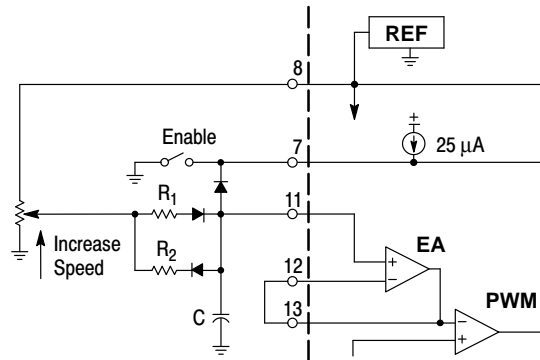 REF
8
Enable
7
25 μA
R1
11
EA
Increase
Speed
R2
12
13
PWM
C
+
−
−
+
+